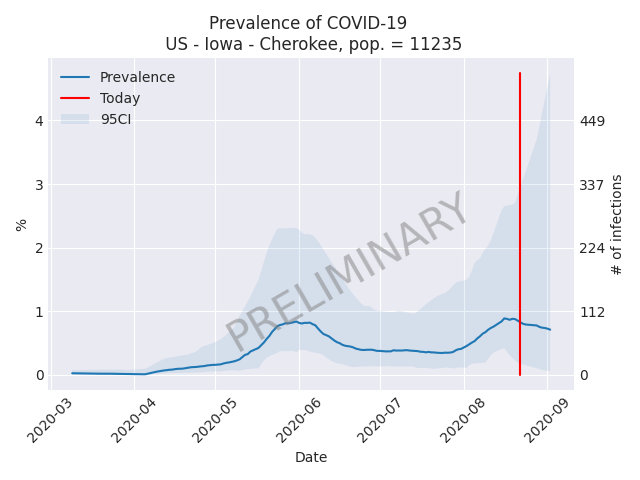 Prevalence of COVID-19
US - Iowa - Cherokee, pop. = 11235
Prevalence
Today
95CI
PRELIMINARY
%
4
3
2
1
0
449
337
224
112
0
# of infections
2020-03
2020-04
2020-05
2020-06
2020-07
2020-08
2020-09
Date